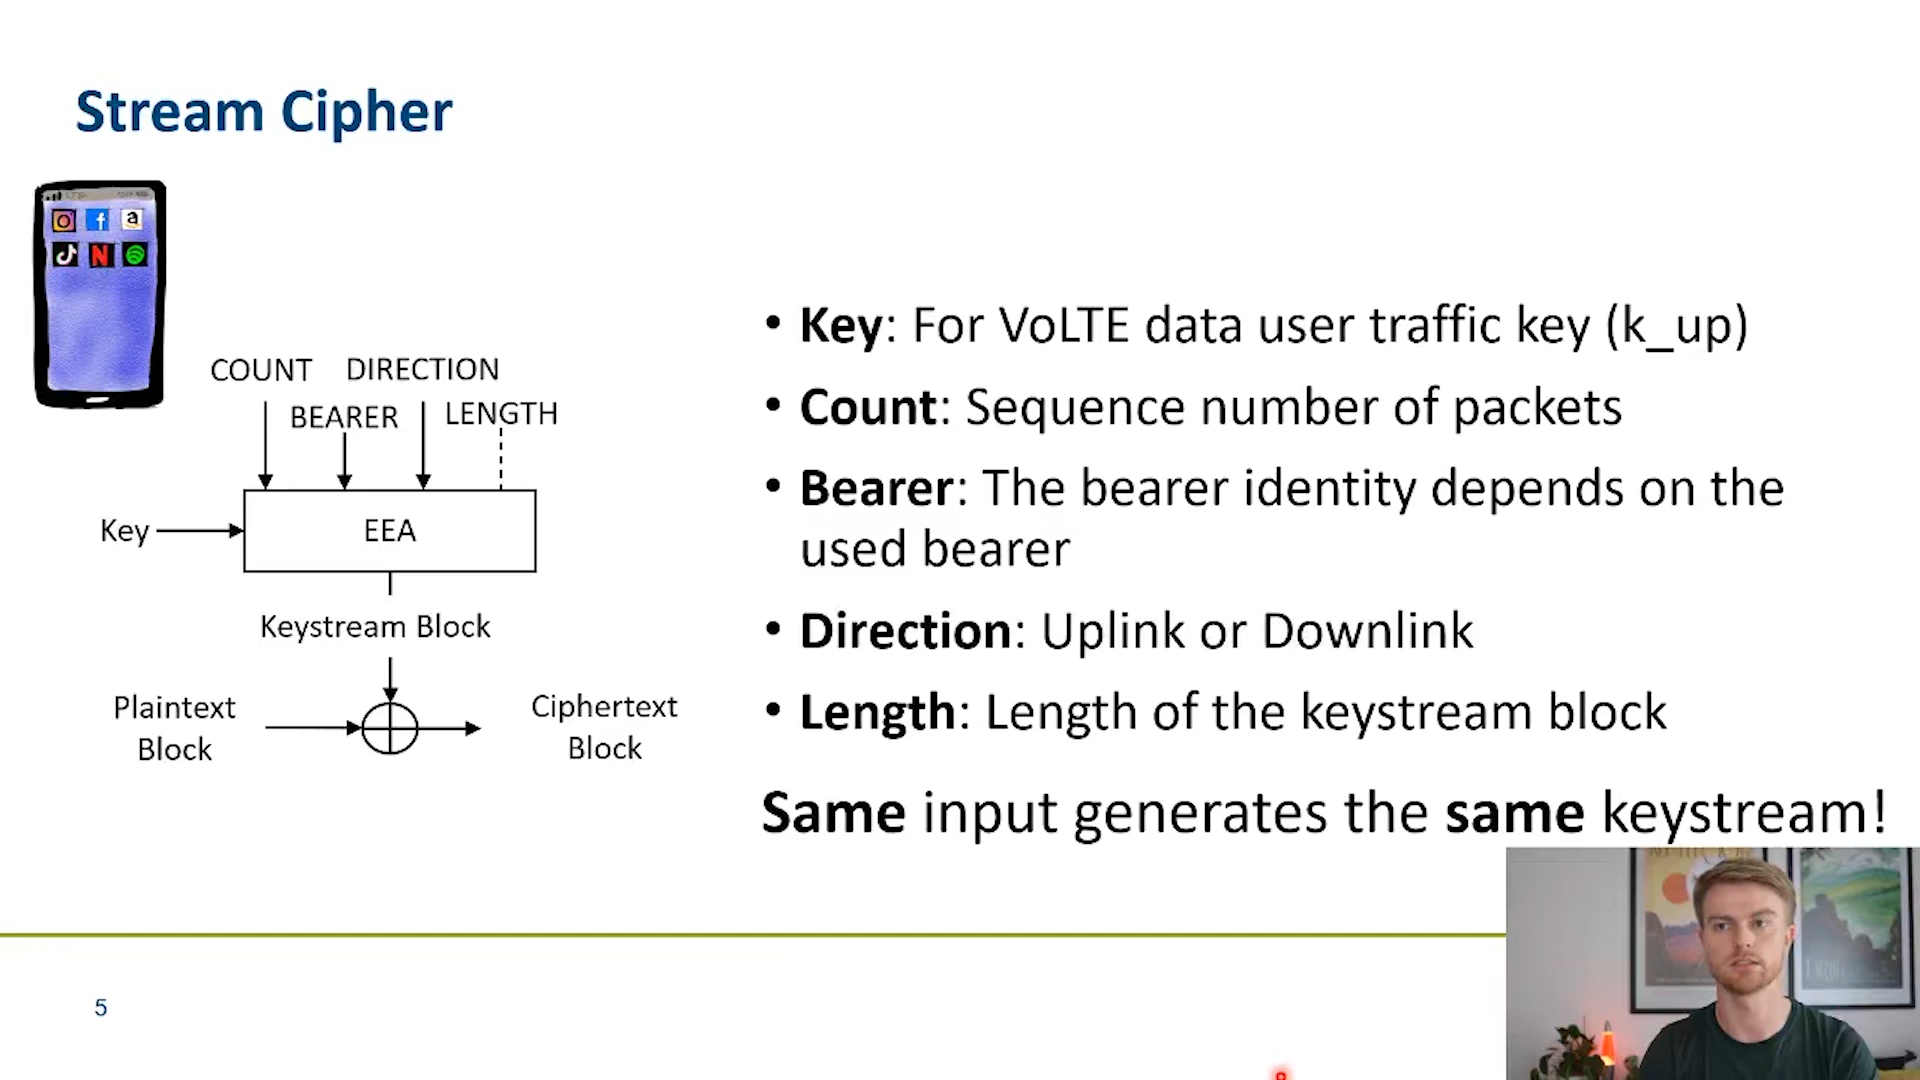 Stream Cipher
COUNT DIRECTION
BEARER LENGTH
Key
EEA
Keystream Block
Plaintext
Block
Ciphertext
Block
• Key: For VoLTE data user traffic key (k_up)
• Count: Sequence number of packets
• Bearer: The bearer identity depends on the
used bearer
• Direction: Uplink or Downlink
• Length: Length of the keystream block
Same input generates the same keystream!
5